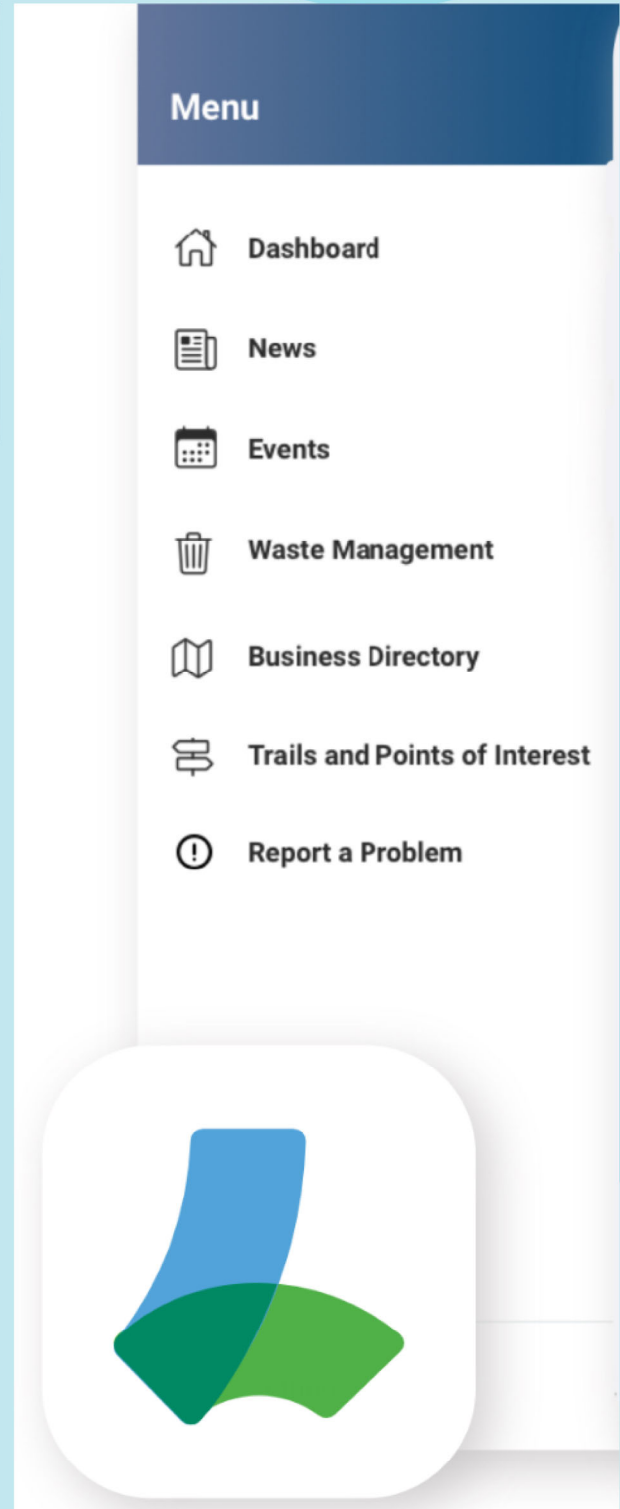 Menu
Dashboard
News
Events
Waste Management
Business Directory
Trails and Points of Interest
Report a Problem